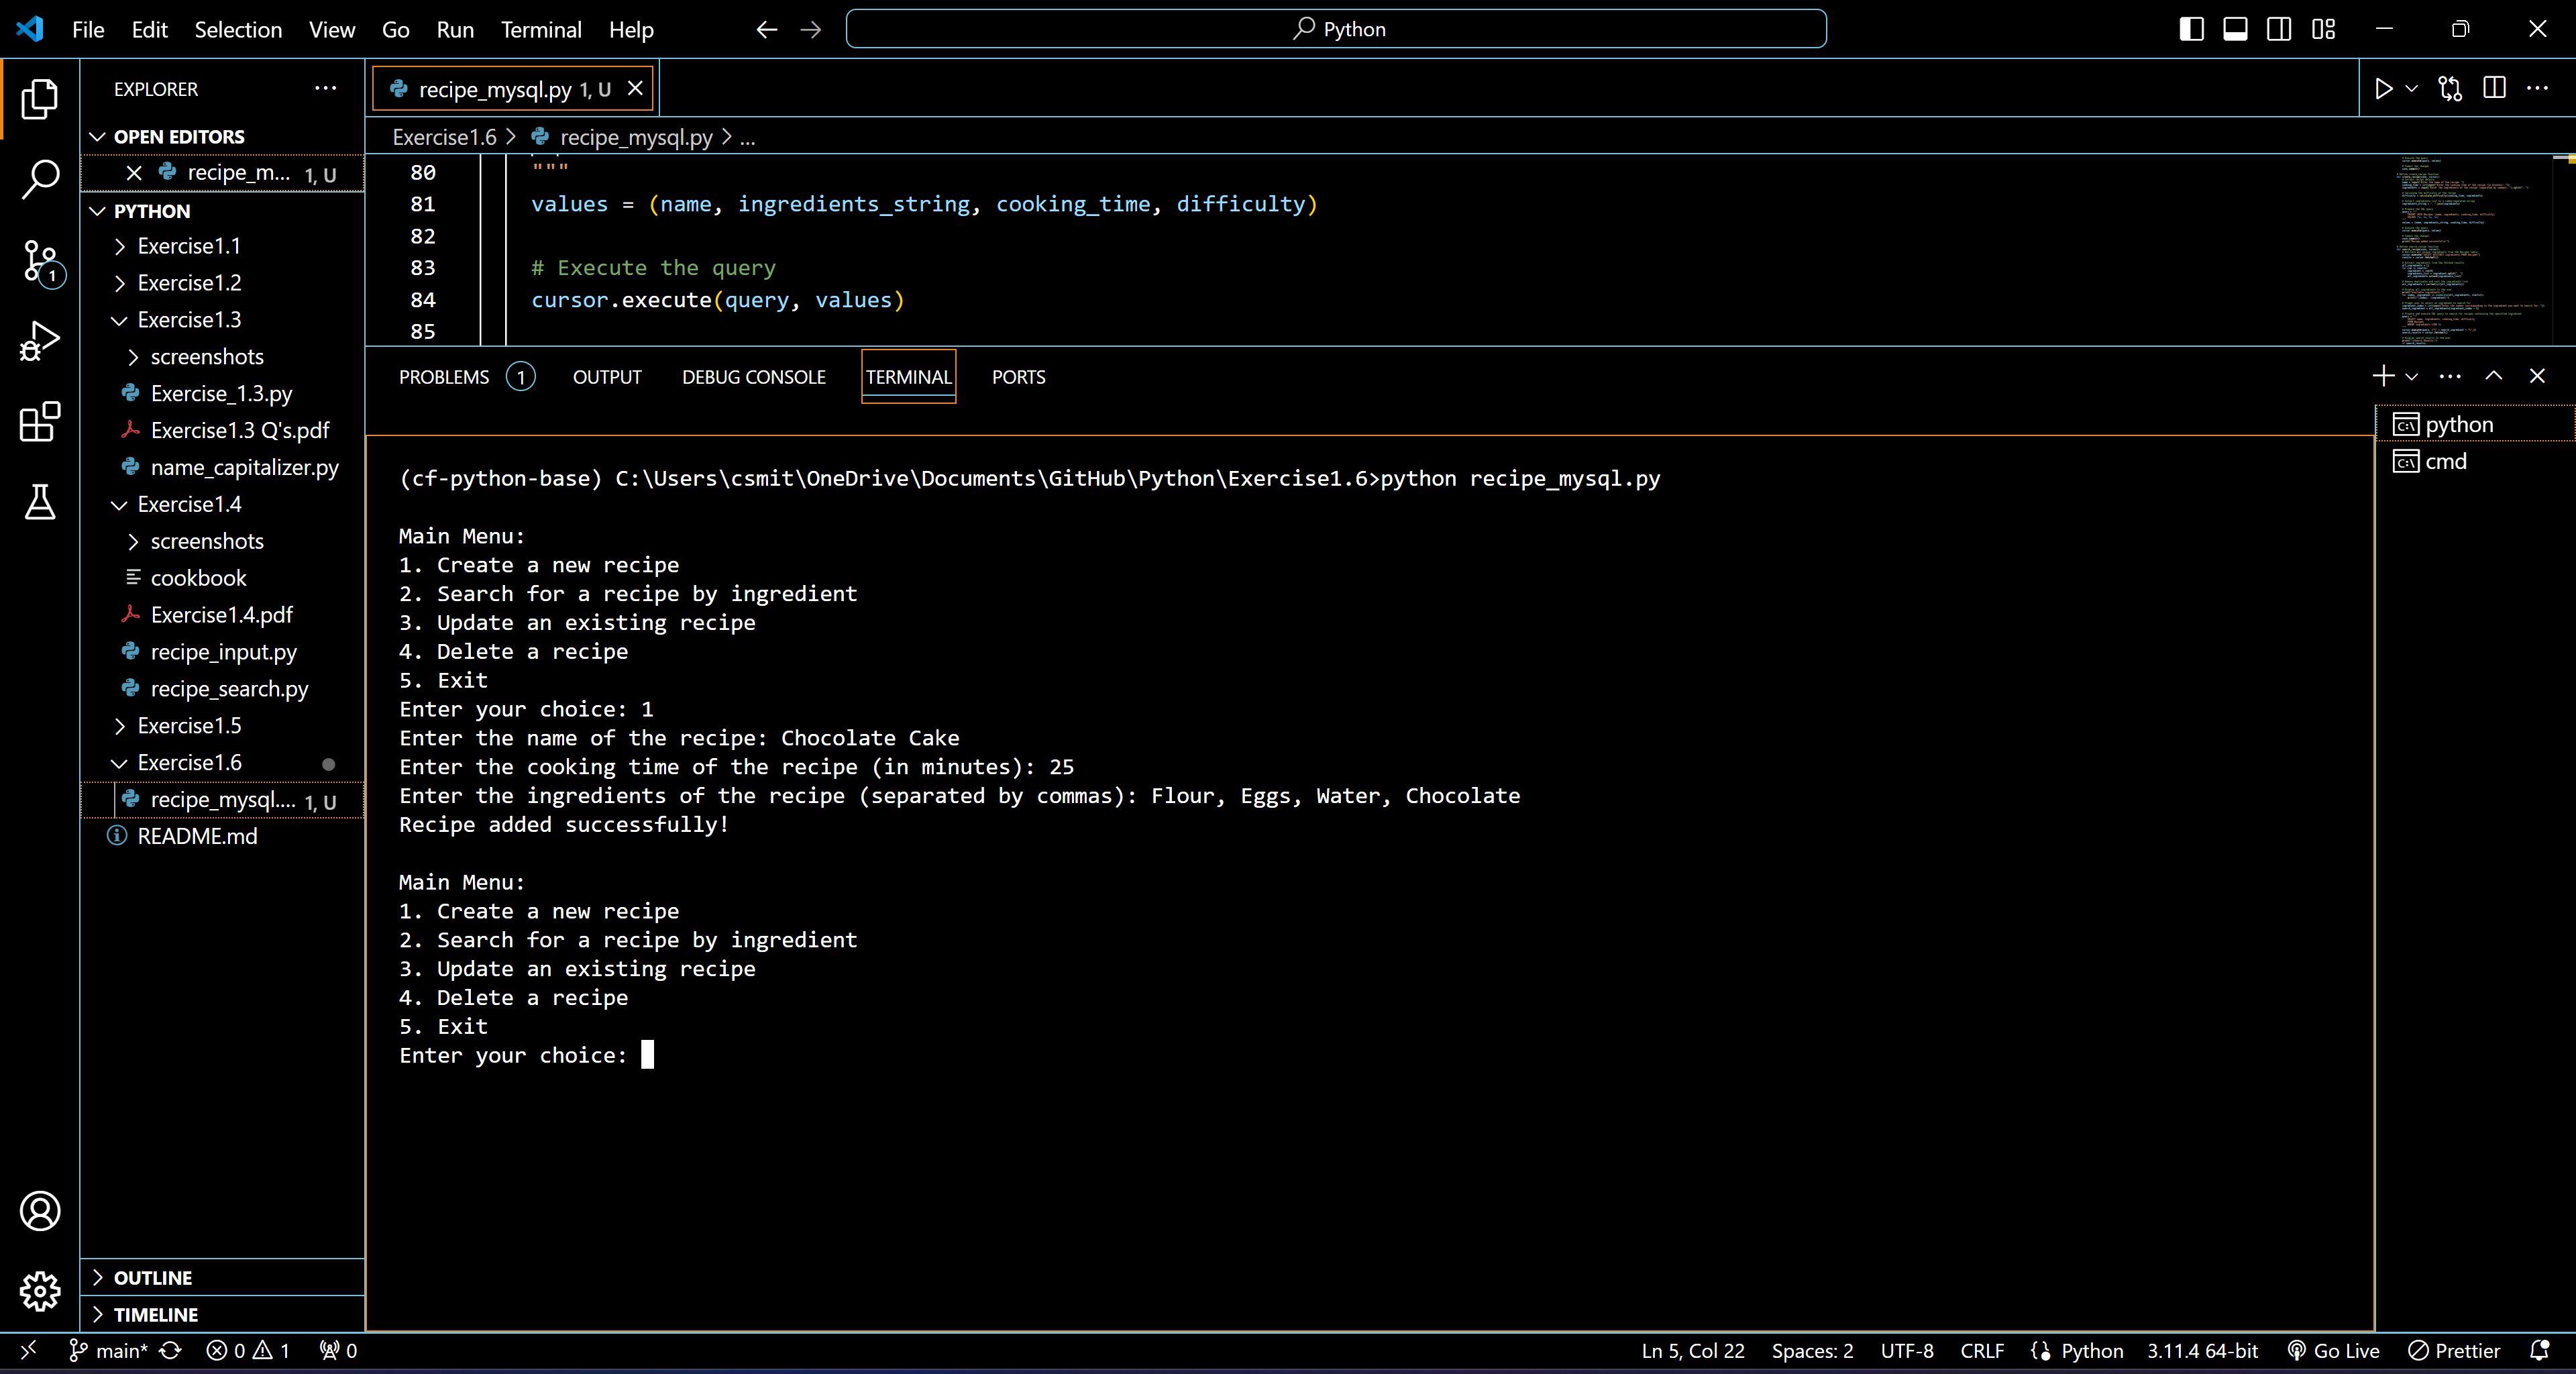 File Edit Selection View Go Run Terminal Help
Python
EXPLORER
OPEN EDITORS
recipe_m... 1, U
PYTHON
Exercise1.1
Exercise1.2
Exercise1.3
screenshots
Exercise_1.3.py
Exercise1.3 Q's.pdf
name_capitalizer.py
Exercise1.4
screenshots
cookbook
Exercise1.4.pdf
recipe_input.py
recipe_search.py
Exercise1.5
Exercise1.6
recipe_mysql.... 1, U
README.md
OUTLINE
TIMELINE
1
recipe_mysql.py 1, U
Exercise1.6 > recipe_mysql.py > ...
80 """
81 values = (name, ingredients_string, cooking_time, difficulty)
82
83 # Execute the query
84 cursor.execute(query, values)
85
PROBLEMS 1 OUTPUT DEBUG CONSOLE TERMINAL PORTS
python
cmd
(cf-python-base) C:\Users\csmit\OneDrive\Documents\GitHub\Python\Exercise1.6>python recipe_mysql.py
Main Menu:
1. Create a new recipe
2. Search for a recipe by ingredient
3. Update an existing recipe
4. Delete a recipe
5. Exit
Enter your choice: 1
Enter the name of the recipe: Chocolate Cake
Enter the cooking time of the recipe (in minutes): 25
Enter the ingredients of the recipe (separated by commas): Flour, Eggs, Water, Chocolate
Recipe added successfully!
Main Menu:
1. Create a new recipe
2. Search for a recipe by ingredient
3. Update an existing recipe
4. Delete a recipe
5. Exit
Enter your choice:
main* 0 1 0 Ln 5, Col 22 Spaces: 2 UTF-8 CRLF Python 3.11.4 64-bit Go Live Prettier